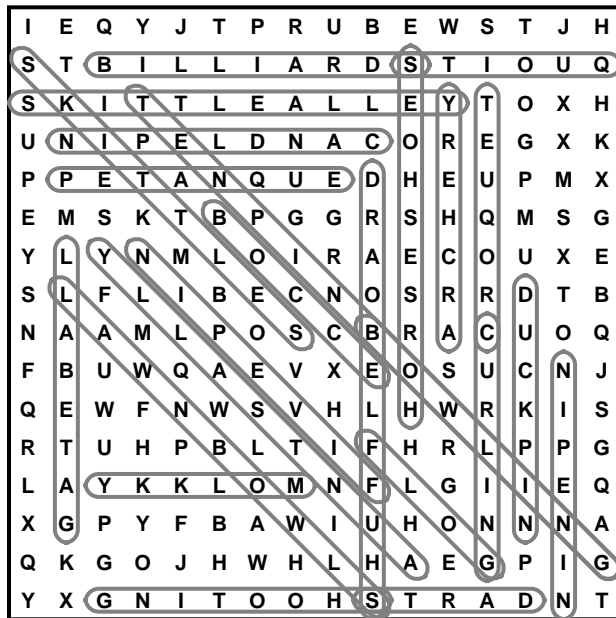 I E Q Y J T P R U B E W S T J H
S T B I L L I A R D S T I O U Q
S K I T T L E A L L E Y T O X H
U N I P E L D N A C O R E G X K
P P E T A N Q U E D H E U P M X
E M S K T B P G G R S H Q M S G
Y L Y N M L O I R A E C O U X E
S L F L I B E C N O S R R D T B
N A A M L P O S C B R A C U O Q
F B U W Q A E V X E O S U C N J
Q E W F N W S V H L H W R K I S
R T U H P B L T I F H R L P P G
L A Y K K L O M N F L G I I E Q
X G P Y F B A W I U H O N N N A
Q K G O J H W H L H A E G P I G
Y X G N I T O O H S T R A D N T